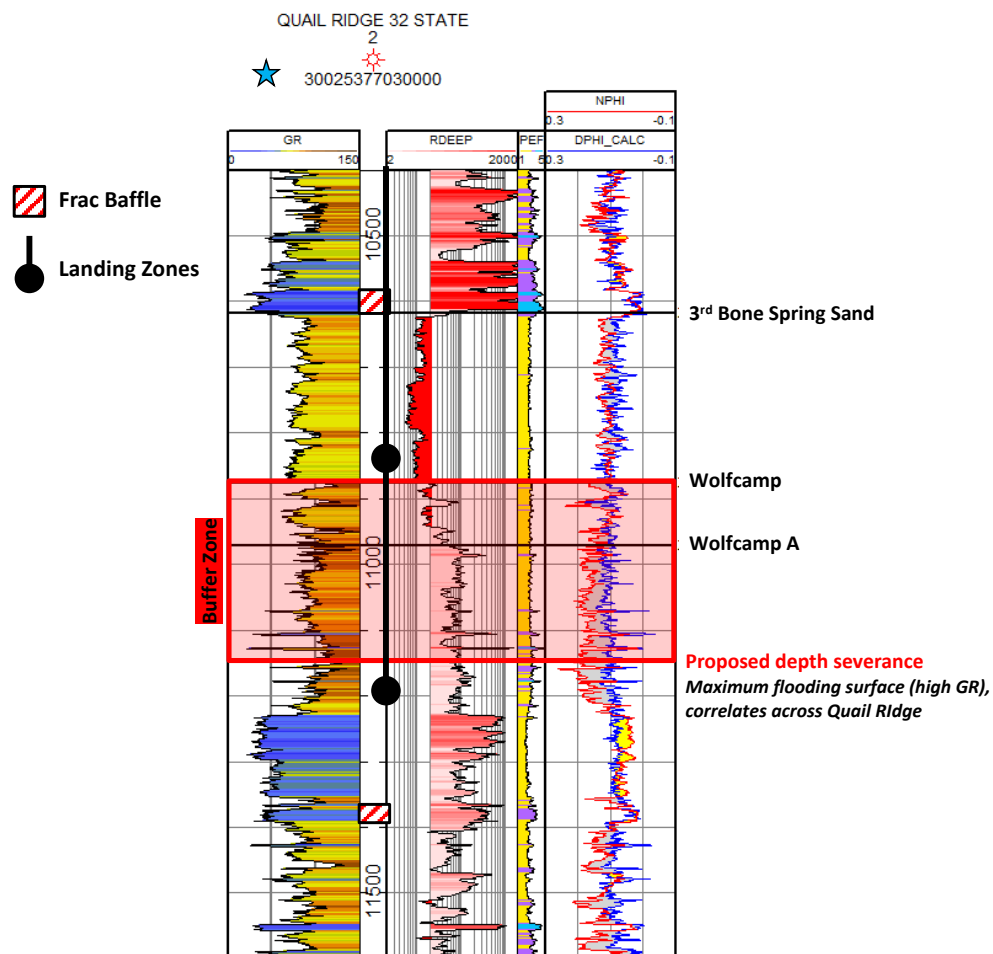 QUAIL RIDGE 32 STATE
2
30025377030000
NPHI
0.3 -0.1
GR RDEEP PEF DPHI_CALC
0 150 2 2000 1 5 0.3 -0.1
Frac Baffle
Landing Zones
10500
3rd Bone Spring Sand
Wolfcamp
Wolfcamp A
11000
Buffer Zone
Proposed depth severance
Maximum flooding surface (high GR),
correlates across Quail RIdge
11500